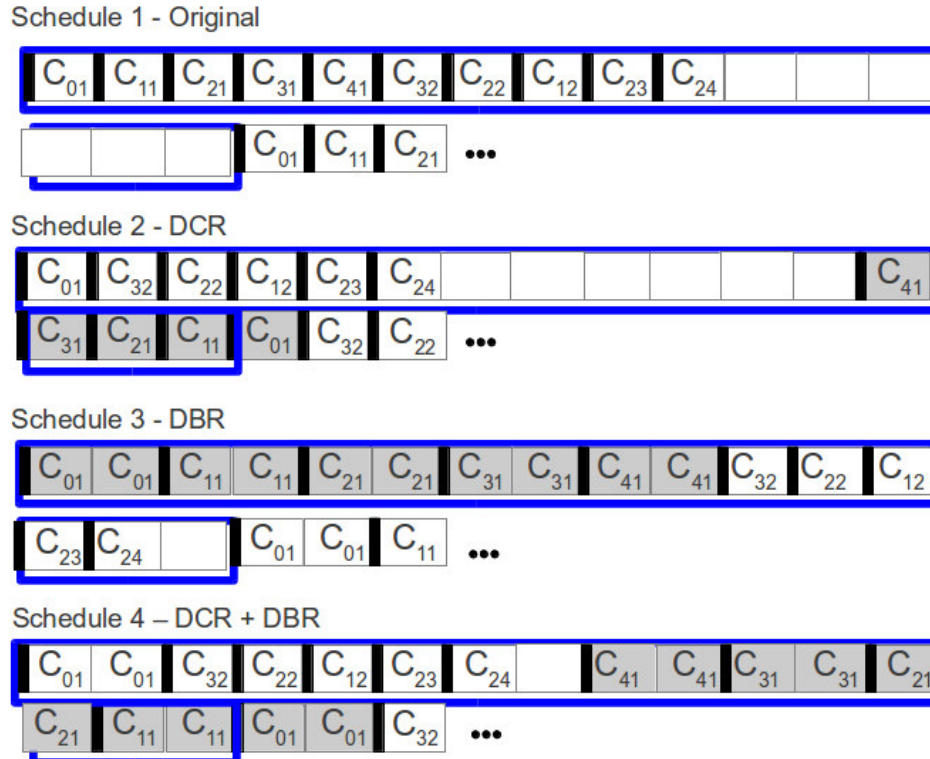 Schedule 1 - Original
C01 C11 C21 C31 C41 C32 C22 C12 C23 C24
C01 C11 C21 •••
Schedule 2 - DCR
C01 C32 C22 C12 C23 C24 C41
C31 C21 C11 C01 C32 C22 •••
Schedule 3 - DBR
C01 C01 C11 C11 C21 C21 C31 C31 C41 C41 C32 C22 C12
C23 C24 C01 C01 C11 •••
Schedule 4 – DCR + DBR
C01 C01 C32 C22 C12 C23 C24 C41 C41 C31 C31 C21
C21 C11 C11 C01 C01 C32 •••